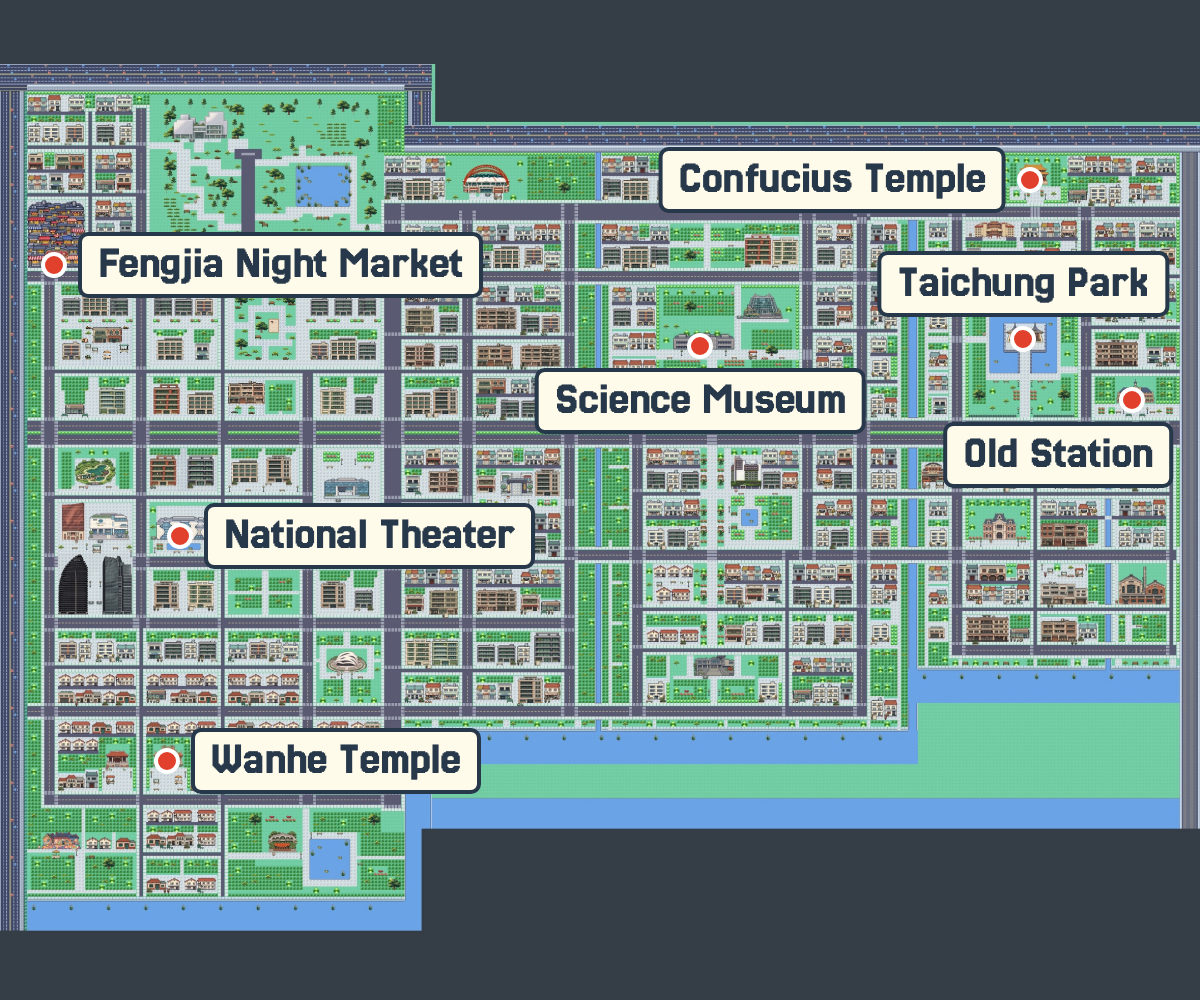 Confucius Temple
Fengjia Night Market
Taichung Park
Science Museum
Old Station
National Theater
Wanhe Temple